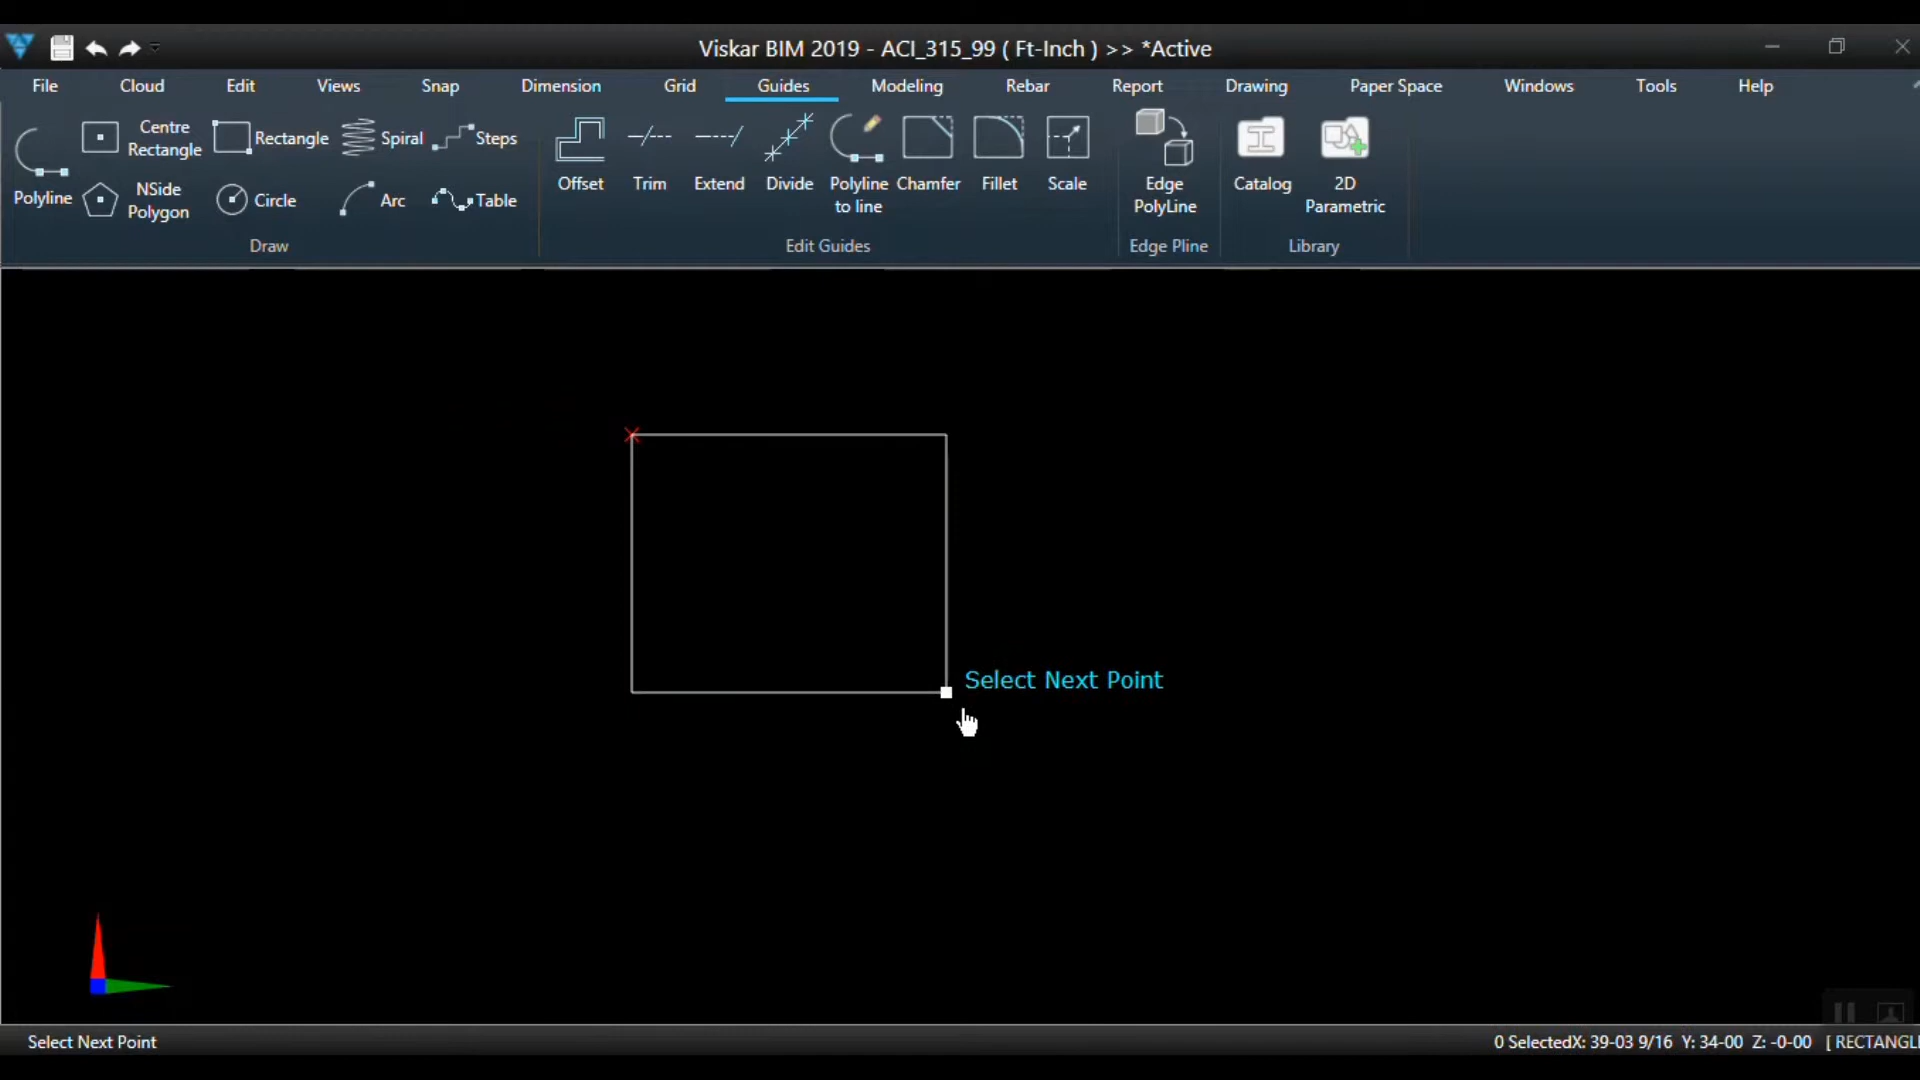 Viskar BIM 2019 - ACI_315_99 ( Ft-Inch ) >> *Active
File Cloud Edit Views Snap Dimension Grid Guides Modeling Rebar Report Drawing Paper Space Windows Tools Help
Polyline
Centre
Rectangle
Rectangle
Spiral
Steps
NSide
Polygon
Circle
Arc
Table
Draw
Offset
Trim
Extend
Divide
Polyline
to line
Chamfer
Fillet
Scale
Edit Guides
Edge
PolyLine
Edge Pline
Catalog
2D
Parametric
Library
Select Next Point
Select Next Point
0 SelectedX: 39-03 9/16 Y: 34-00 Z: -0-00 [ RECTANGL